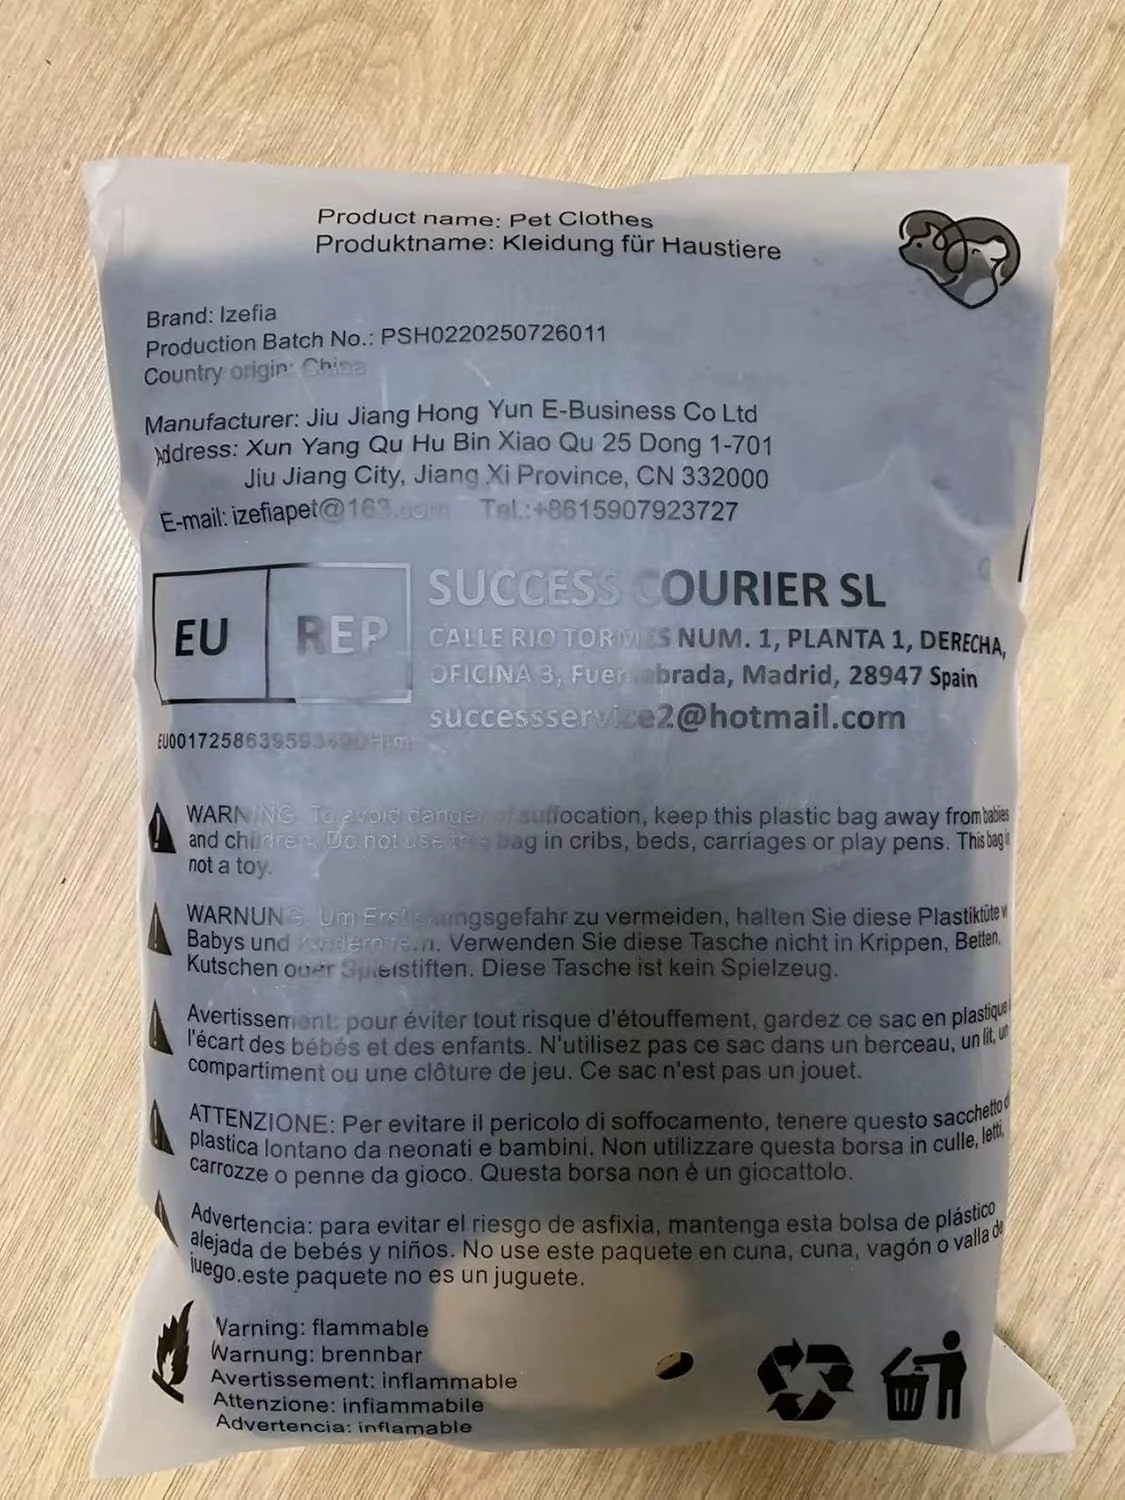 Product name: Pet Clothes
Produktname: Kleidung für Haustiere
Brand: Izefia
Production Batch No.: PSH0220250726011
Country origin: China
Manufacturer: Jiu Jiang Hong Yun E-Business Co Ltd
Address: Xun Yang Qu Hu Bin Xiao Qu 25 Dong 1-701
Jiu Jiang City, Jiang Xi Province, CN 332000
E-mail: izefiapet@163.com Tel.:+8615907923727
EU REP
SUCCESS COURIER SL
CALLE RIO TORMES NUM. 1, PLANTA 1, DERECHA,
OFICINA 3, Fuenlabrada, Madrid, 28947 Spain
successservice2@hotmail.com
WARNING: To avoid danger of suffocation, keep this plastic bag away from babies
and children. Do not use this bag in cribs, beds, carriages or play pens. This bag is
not a toy.
WARNUNG: Um Erstickungsgefahr zu vermeiden, halten Sie diese Plastiktüte
Babys und Kindern fern. Verwenden Sie diese Tasche nicht in Krippen, Betten,
Kutschen oder Spielstiften. Diese Tasche ist kein Spielzeug.
Avertissement: pour éviter tout risque d'étouffement, gardez ce sac en plastique
l'écart des bébés et des enfants. N'utilisez pas ce sac dans un berceau, un lit, un
compartiment ou une clôture de jeu. Ce sac n'est pas un jouet.
ATTENZIONE: Per evitare il pericolo di soffocamento, tenere questo sacchetto
plastica lontano da neonati e bambini. Non utilizzare questa borsa in culle, letti,
carrozze o penne da gioco. Questa borsa non è un giocattolo.
Advertencia: para evitar el riesgo de asfixia, mantenga esta bolsa de plástico
alejada de bebés y niños. No use este paquete en cuna, cuna, vagón o valla de
juego.este paquete no es un juguete.
Warning: flammable
Warnung: brennbar
Avertissement: inflammable
Attenzione: infiammabile
Advertencia: inflamable